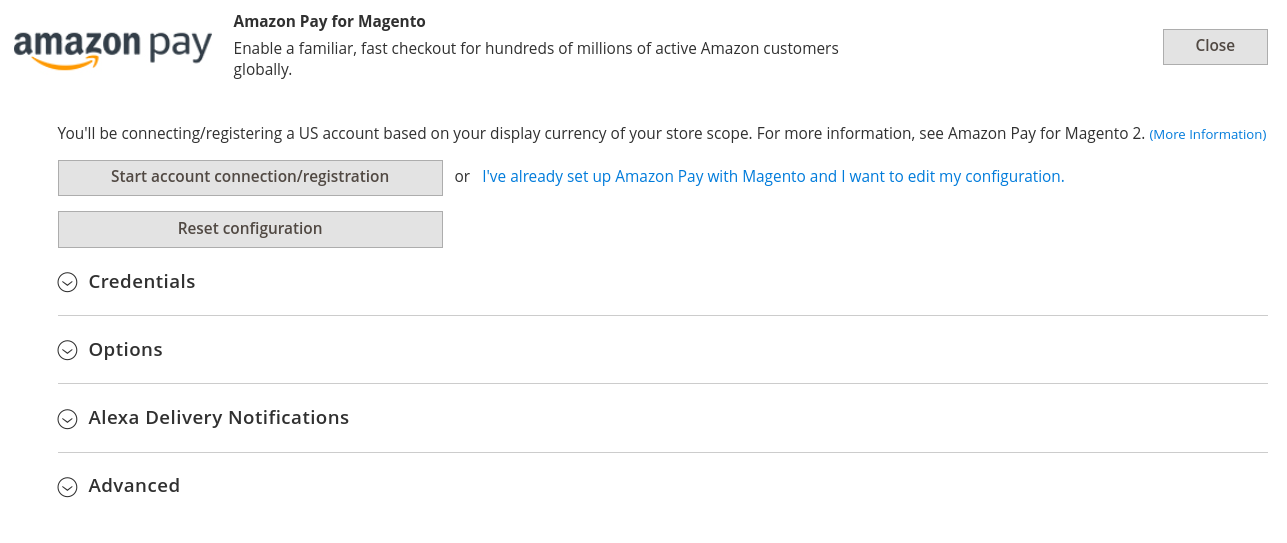 amazon pay
Amazon Pay for Magento
Enable a familiar, fast checkout for hundreds of millions of active Amazon customers
globally.
Close
You'll be connecting/registering a US account based on your display currency of your store scope. For more information, see Amazon Pay for Magento 2. (More Information)
Start account connection/registration or I've already set up Amazon Pay with Magento and I want to edit my configuration.
Reset configuration
Credentials
Options
Alexa Delivery Notifications
Advanced